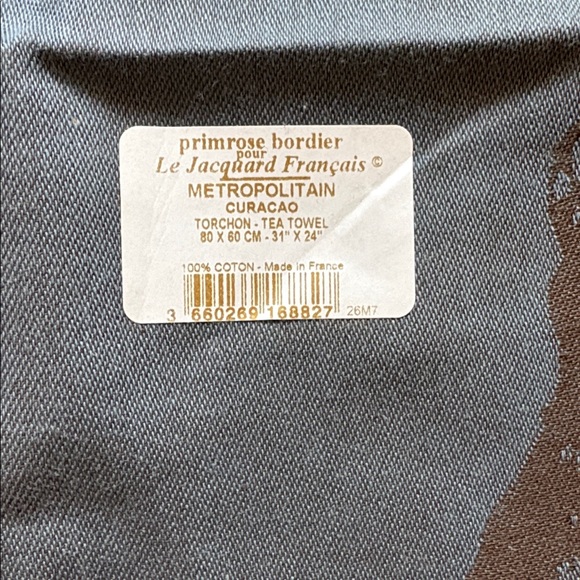 primrose bordier
pour
Le Jacquard Français ©
METROPOLITAIN
CURACAO
TORCHON - TEA TOWEL
80 X 60 CM - 31" X 24"
100% COTON - Made in France
3 660269 168827 26M7